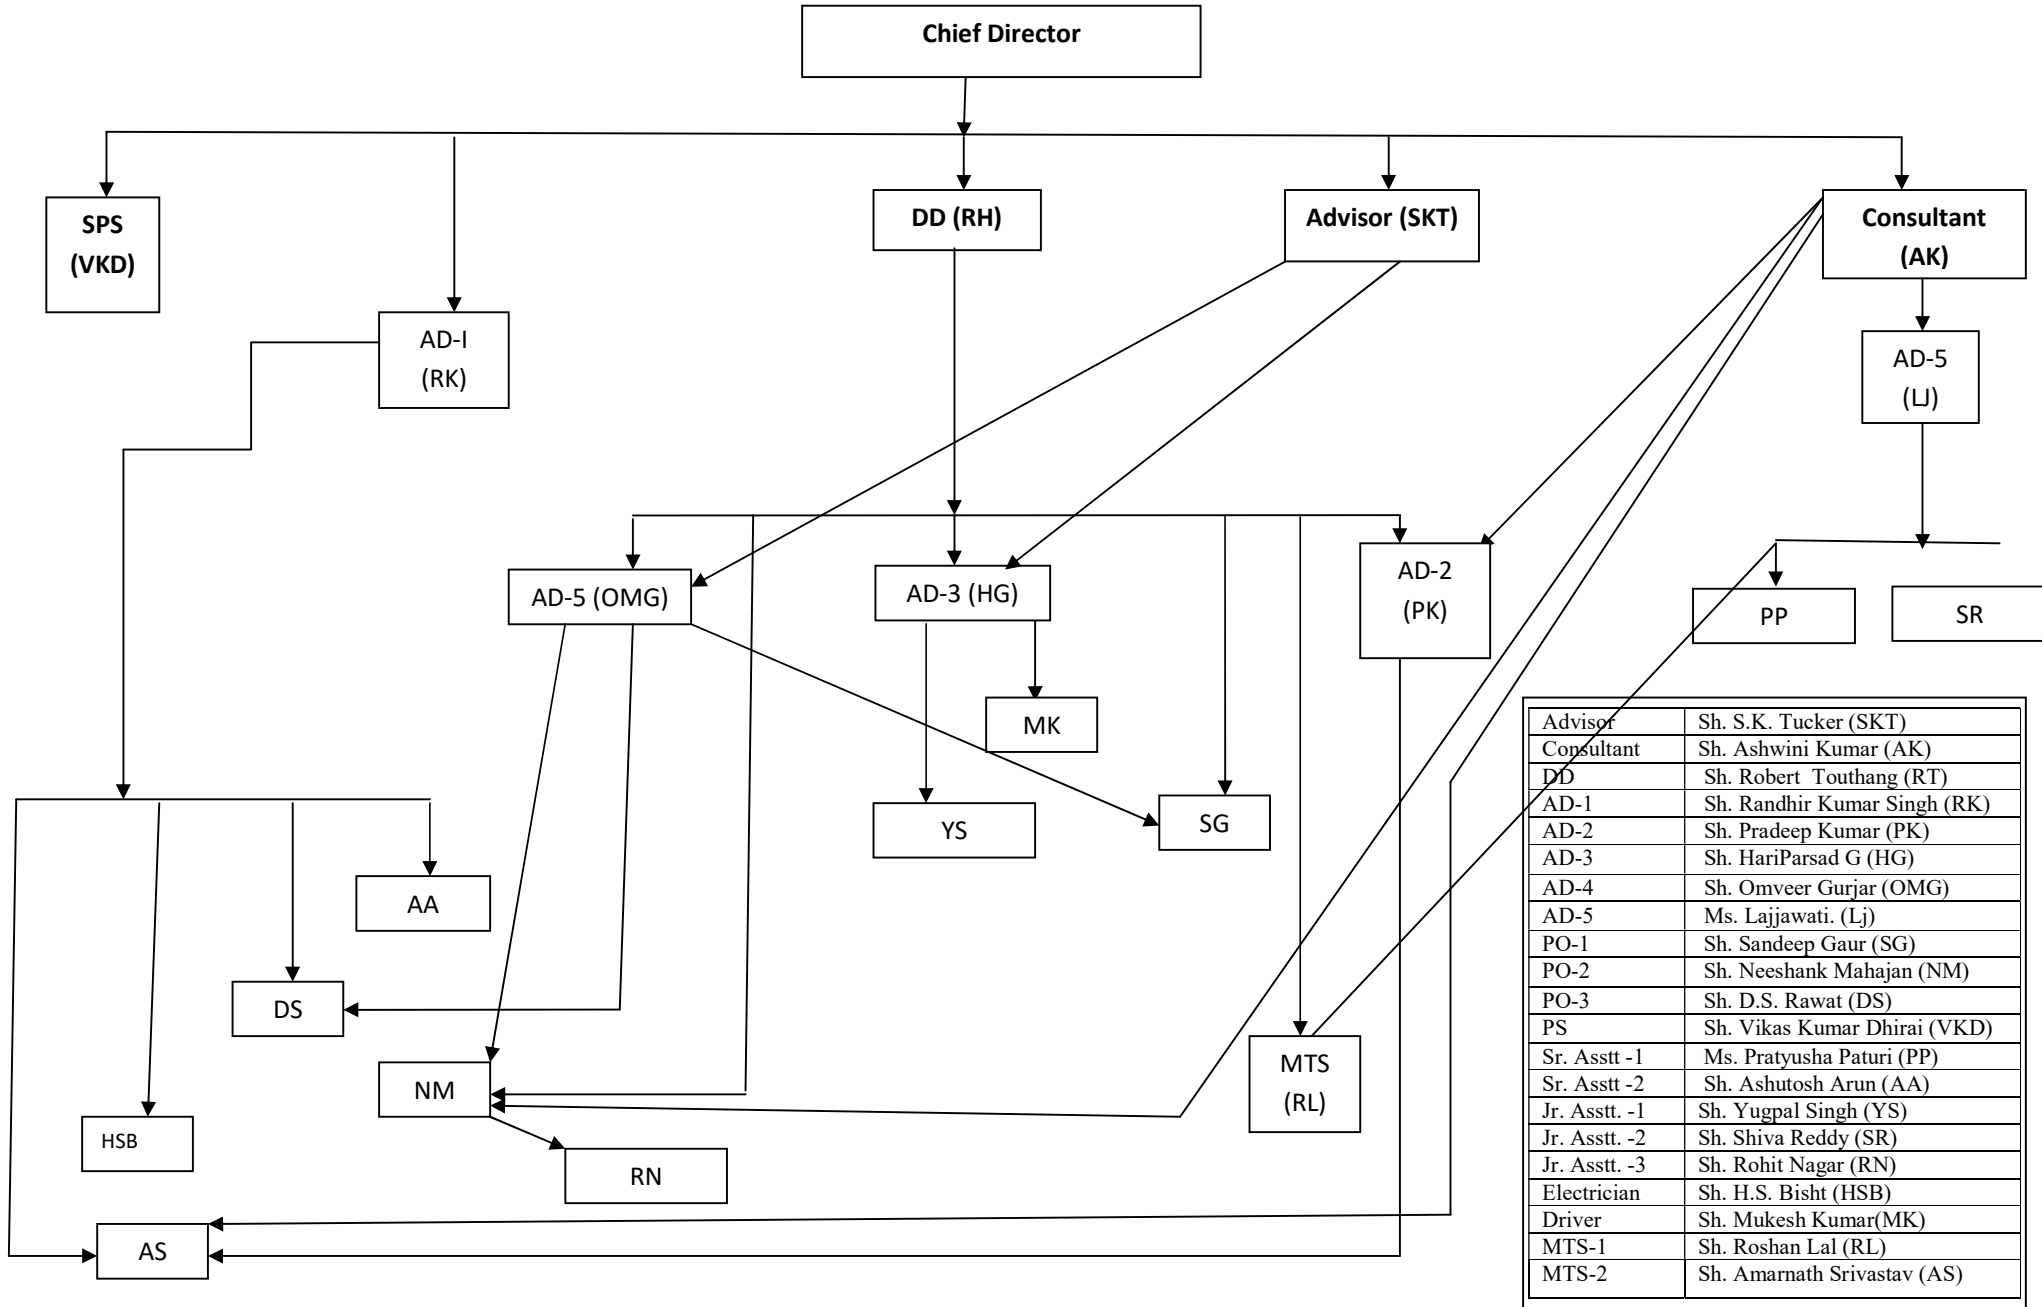 Chief Director
SPS
(VKD)
DD (RH)
Advisor (SKT)
Consultant
(AK)
AD-I
(RK)
AD-5
(LJ)
AD-5 (OMG)
AD-3 (HG)
AD-2
(PK)
PP
SR
MK
YS
SG
AA
DS
NM
MTS
(RL)
HSB
RN
AS
Advisor Sh. S.K. Tucker (SKT)
Consultant Sh. Ashwini Kumar (AK)
DD Sh. Robert Touthang (RT)
AD-1 Sh. Randhir Kumar Singh (RK)
AD-2 Sh. Pradeep Kumar (PK)
AD-3 Sh. HariParsad G (HG)
AD-4 Sh. Omveer Gurjar (OMG)
AD-5 Ms. Lajjawati. (Lj)
PO-1 Sh. Sandeep Gaur (SG)
PO-2 Sh. Neeshank Mahajan (NM)
PO-3 Sh. D.S. Rawat (DS)
PS Sh. Vikas Kumar Dhirai (VKD)
Sr. Asstt -1 Ms. Pratyusha Paturi (PP)
Sr. Asstt -2 Sh. Ashutosh Arun (AA)
Jr. Asstt. -1 Sh. Yugpal Singh (YS)
Jr. Asstt. -2 Sh. Shiva Reddy (SR)
Jr. Asstt. -3 Sh. Rohit Nagar (RN)
Electrician Sh. H.S. Bisht (HSB)
Driver Sh. Mukesh Kumar(MK)
MTS-1 Sh. Roshan Lal (RL)
MTS-2 Sh. Amarnath Srivastav (AS)